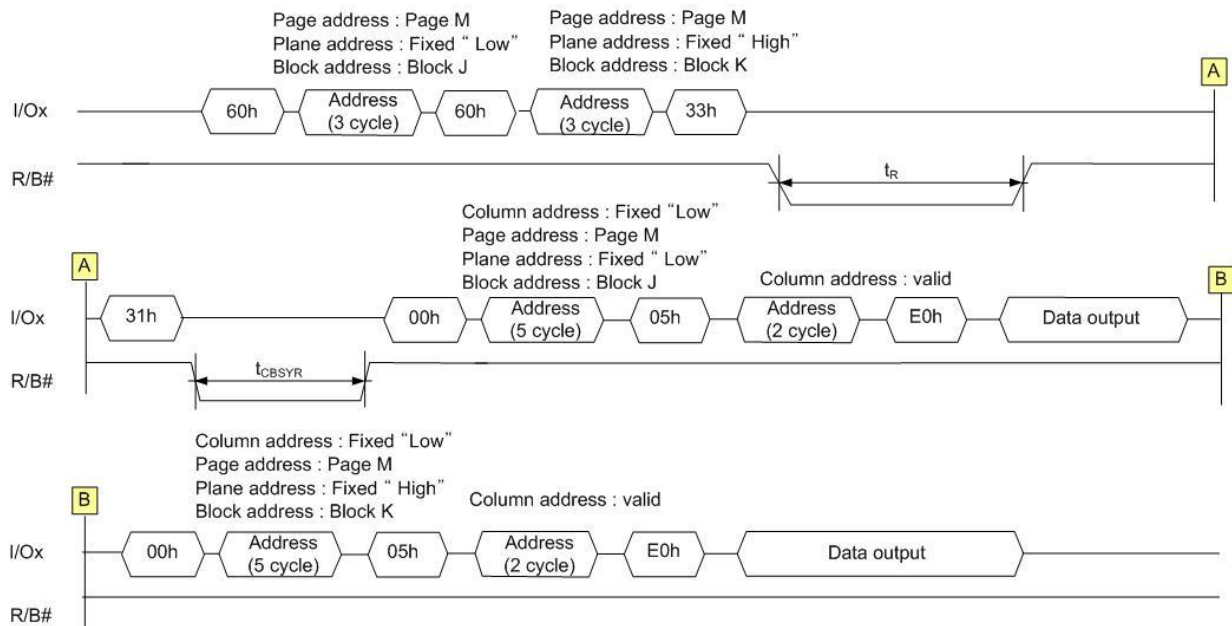 Page address : Page M
Plane address : Fixed “ Low”
Block address : Block J
Page address : Page M
Plane address : Fixed “ High”
Block address : Block K
A
I/Ox
60h
Address
(3 cycle)
60h
Address
(3 cycle)
33h
R/B#
tR
Column address : Fixed “Low”
Page address : Page M
Plane address : Fixed “ Low”
Block address : Block J
Column address : valid
A
B
I/Ox
31h
00h
Address
(5 cycle)
05h
Address
(2 cycle)
E0h
Data output
R/B#
tCBSYR
Column address : Fixed “Low”
Page address : Page M
Plane address : Fixed “ High”
Block address : Block K
Column address : valid
B
I/Ox
00h
Address
(5 cycle)
05h
Address
(2 cycle)
E0h
Data output
R/B#